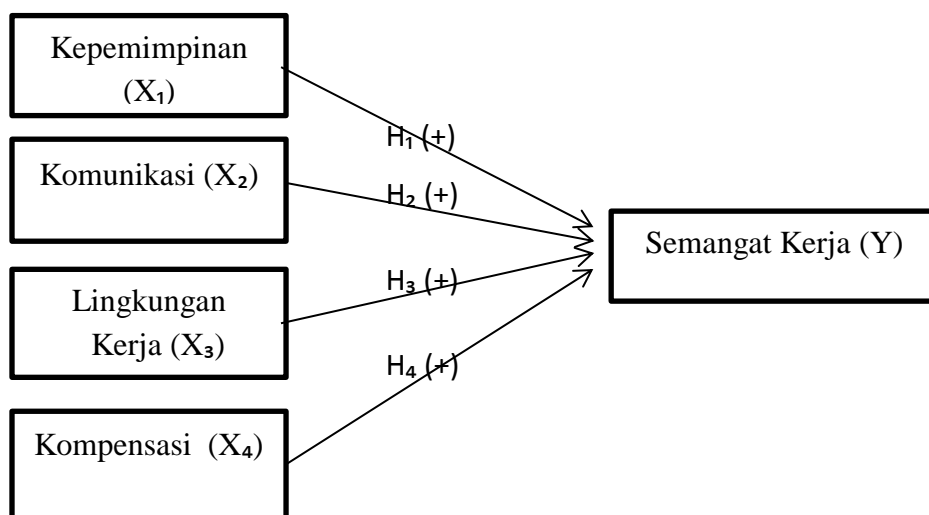 Kepemimpinan
(X₁)
H₁ (+)
Komunikasi (X₂)
H₂ (+)
Semangat Kerja (Y)
Lingkungan
Kerja (X₃)
H₃ (+)
H₄ (+)
Kompensasi (X₄)